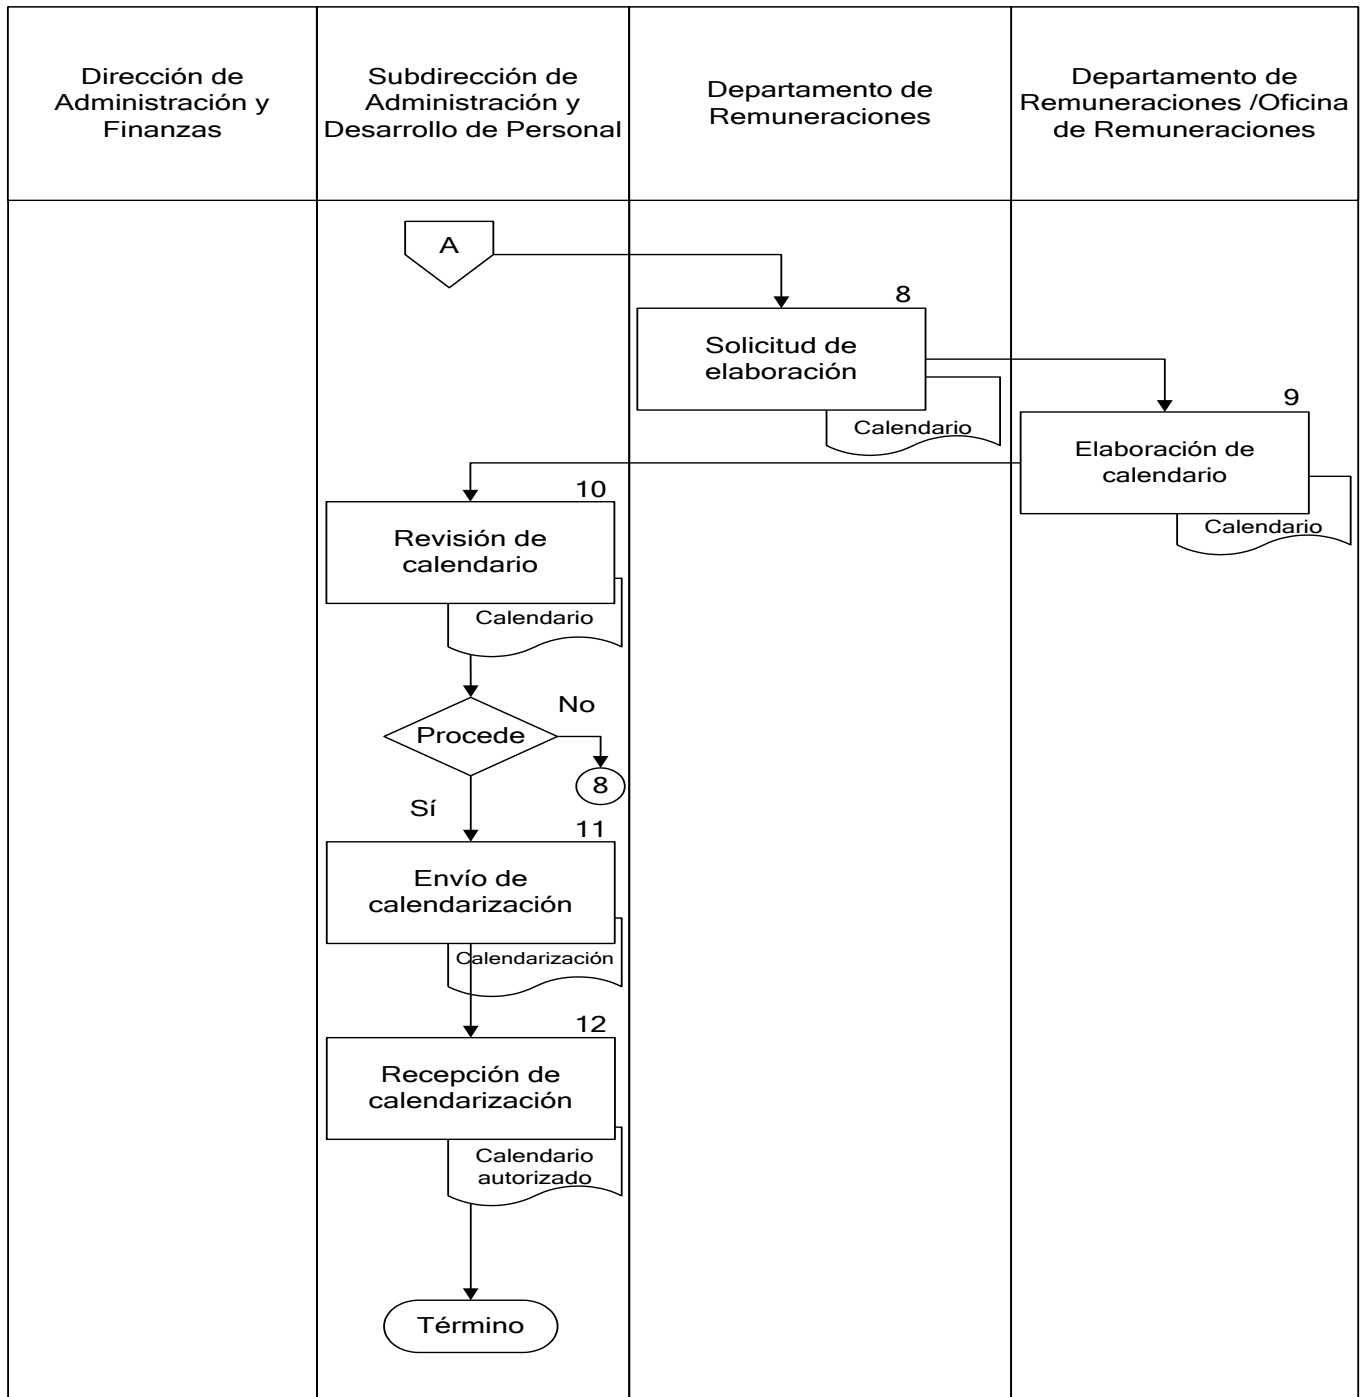 Dirección de
Administración y
Finanzas
Subdirección de
Administración y
Desarrollo de Personal
Departamento de
Remuneraciones
Departamento de
Remuneraciones /Oficina
de Remuneraciones
A
8
Solicitud de
elaboración
Calendario
9
Elaboración de
calendario
Calendario
10
Revisión de
calendario
Calendario
Procede
No
8
Sí
11
Envío de
calendarización
Calendarización
12
Recepción de
calendarización
Calendario
autorizado
Término